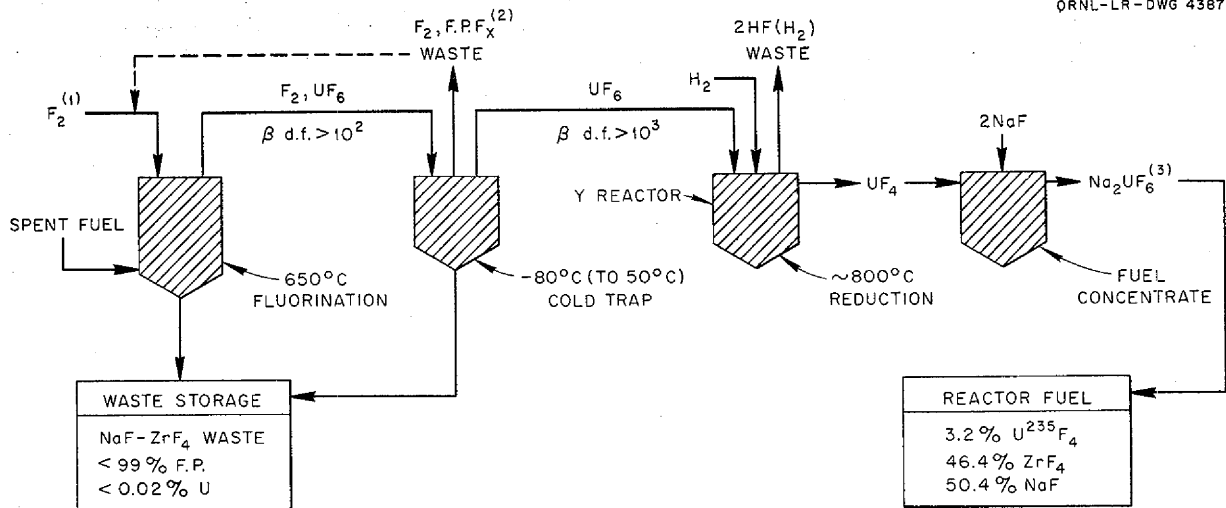 ORNL-LR-DWG 4387
F₂, F.P.Fₓ⁽²⁾
WASTE
2HF(H₂)
WASTE
F₂⁽¹⁾
F₂, UF₆
β d.f. > 10²
UF₆
β d.f. > 10³
H₂
2NaF
SPENT FUEL
Y REACTOR
UF₄
Na₂UF₆⁽³⁾
650°C
FLUORINATION
-80°C (TO 50°C)
COLD TRAP
~800°C
REDUCTION
FUEL
CONCENTRATE
WASTE STORAGE
NaF-ZrF₄ WASTE
< 99% F.P.
< 0.02% U
REACTOR FUEL
3.2% U²³⁵F₄
46.4% ZrF₄
50.4% NaF